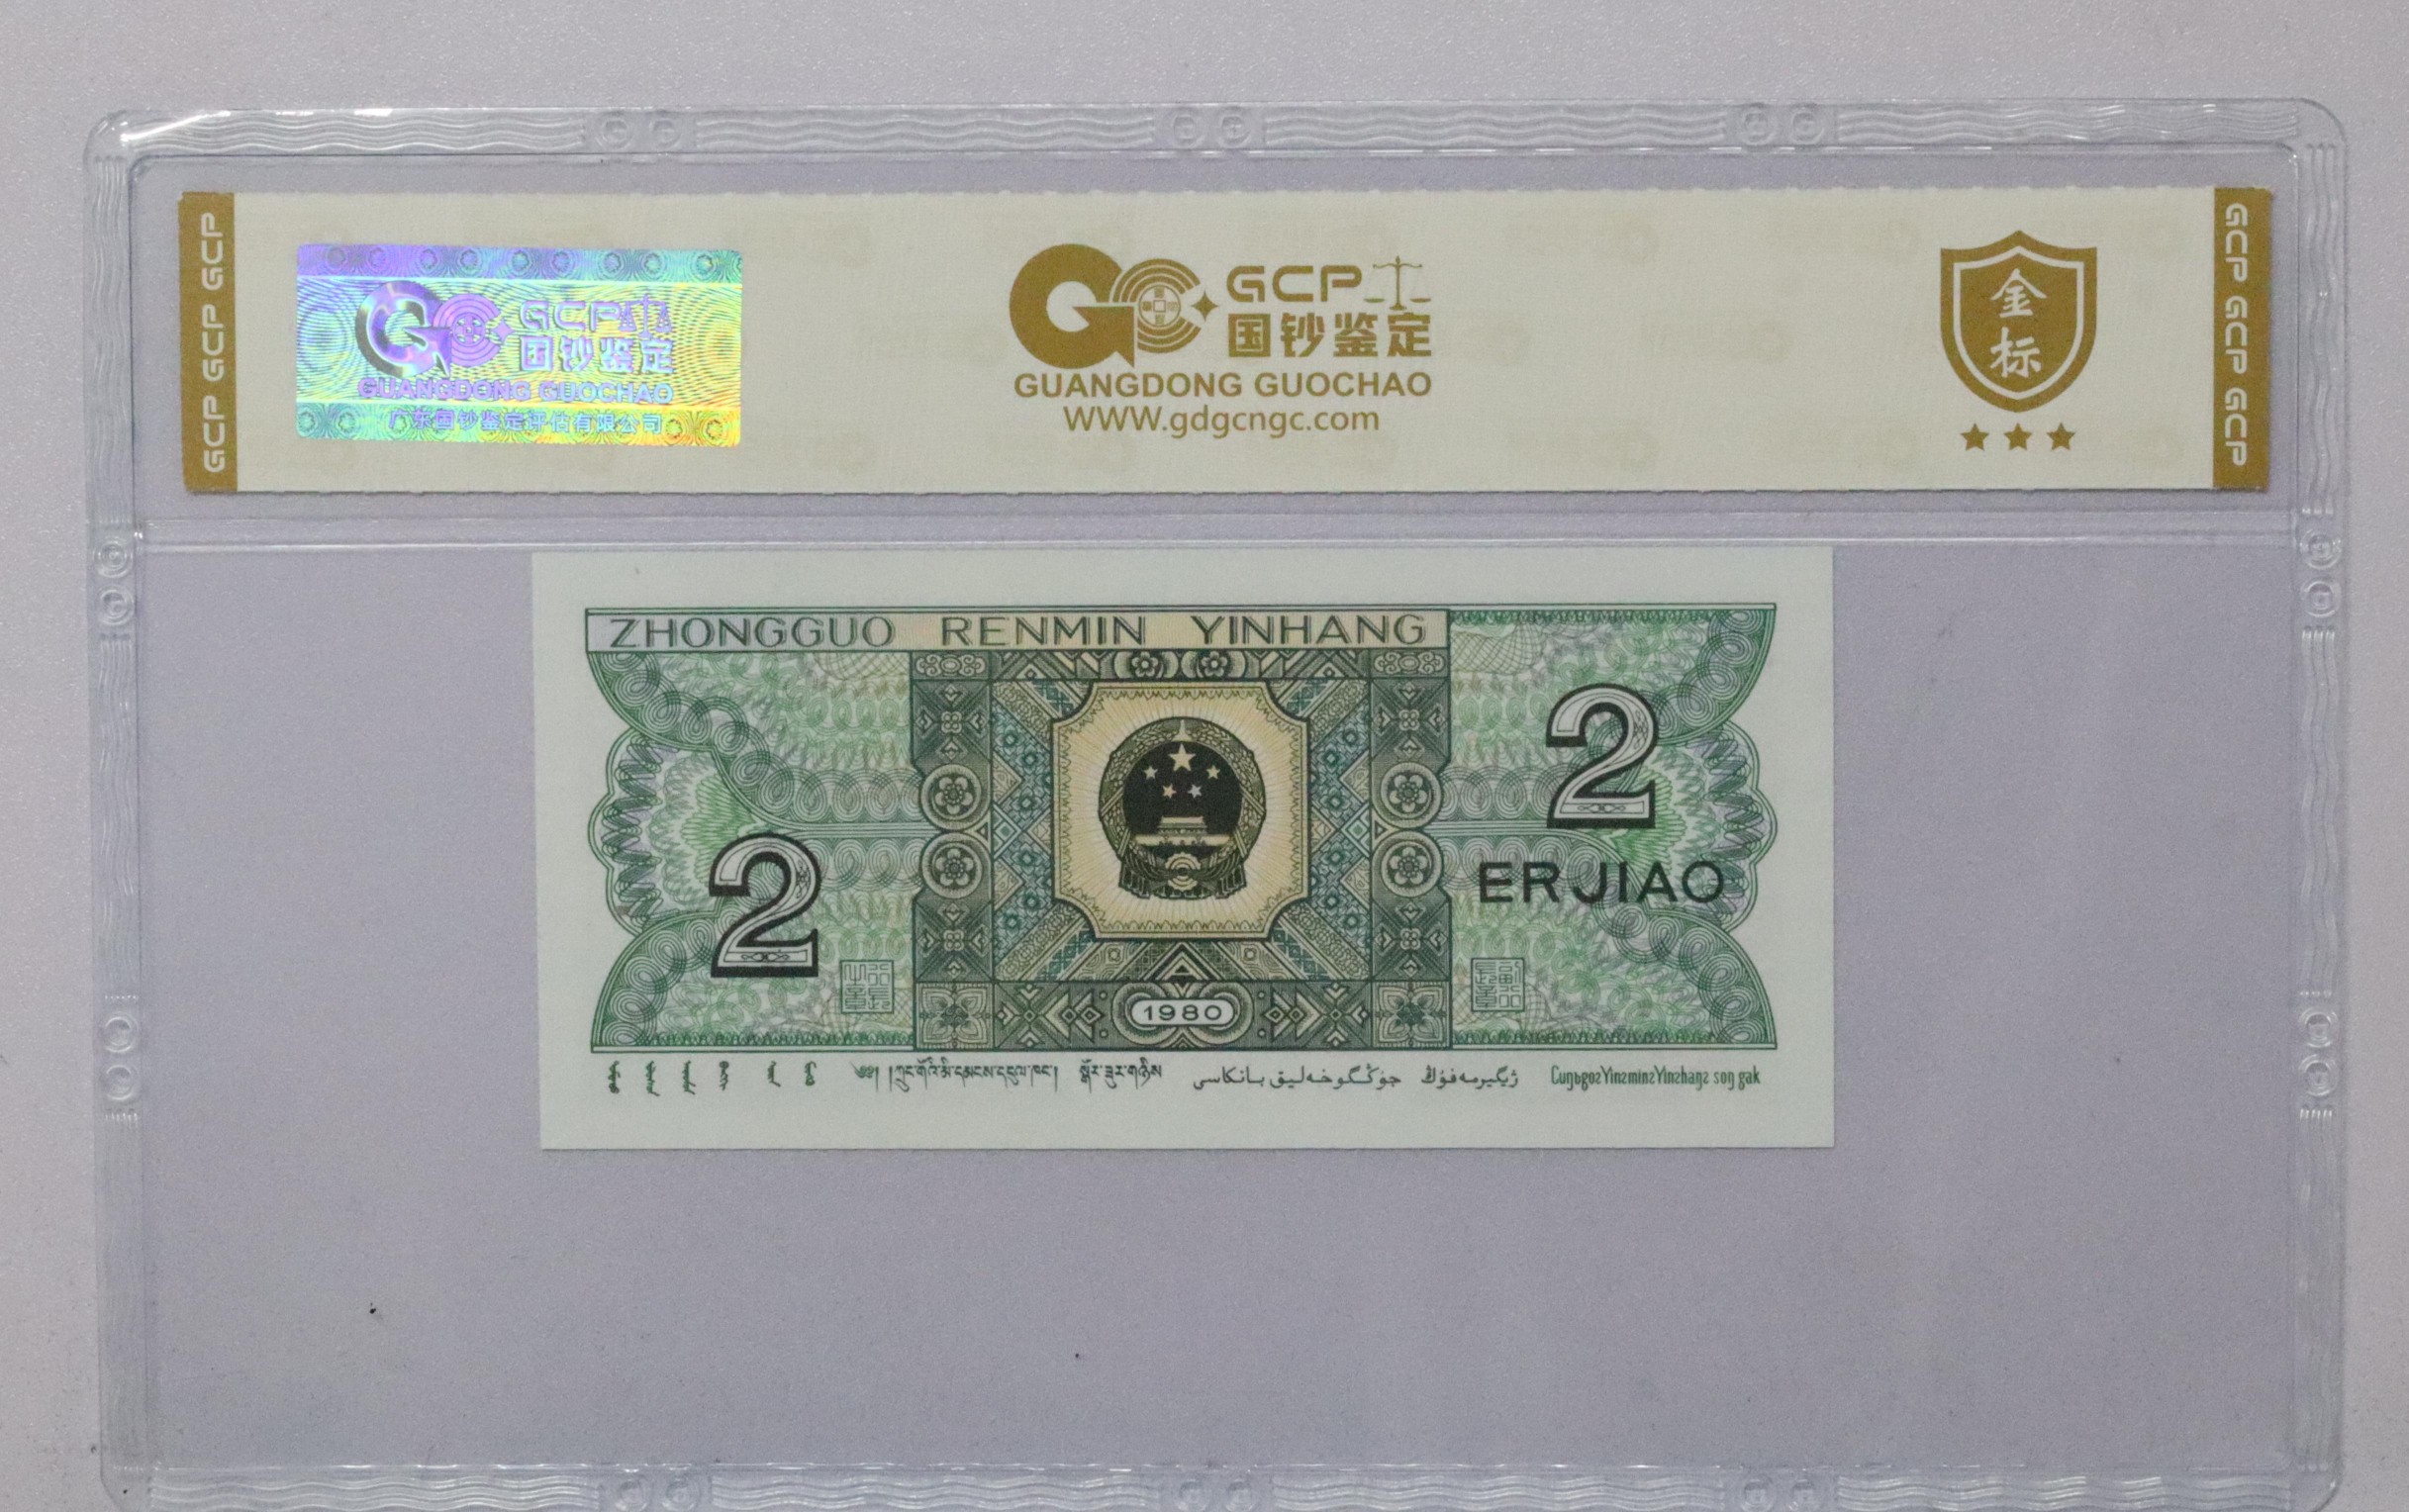 GCP GCP GCP
GCP
国钞鉴定
GUANGDONG GUOCHAO
广东国钞鉴定评估有限公司
GCP
国钞鉴定
GUANGDONG GUOCHAO
WWW.gdgcngc.com
金
标
GCP GCP GCP
ZHONGGUO RENMIN YINHANG
2
2
ERJIAO
1980
جۇڭگوخەلىق بانكىسى